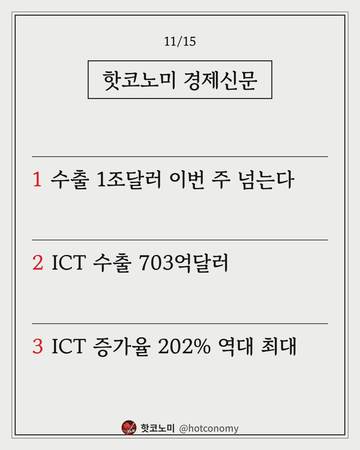 11/15
핫코노미 경제신문
1 수출 1조달러 이번 주 넘는다
2 ICT 수출 703억달러
3 ICT 증가율 202% 역대 최대
핫코노미 @hotconomy